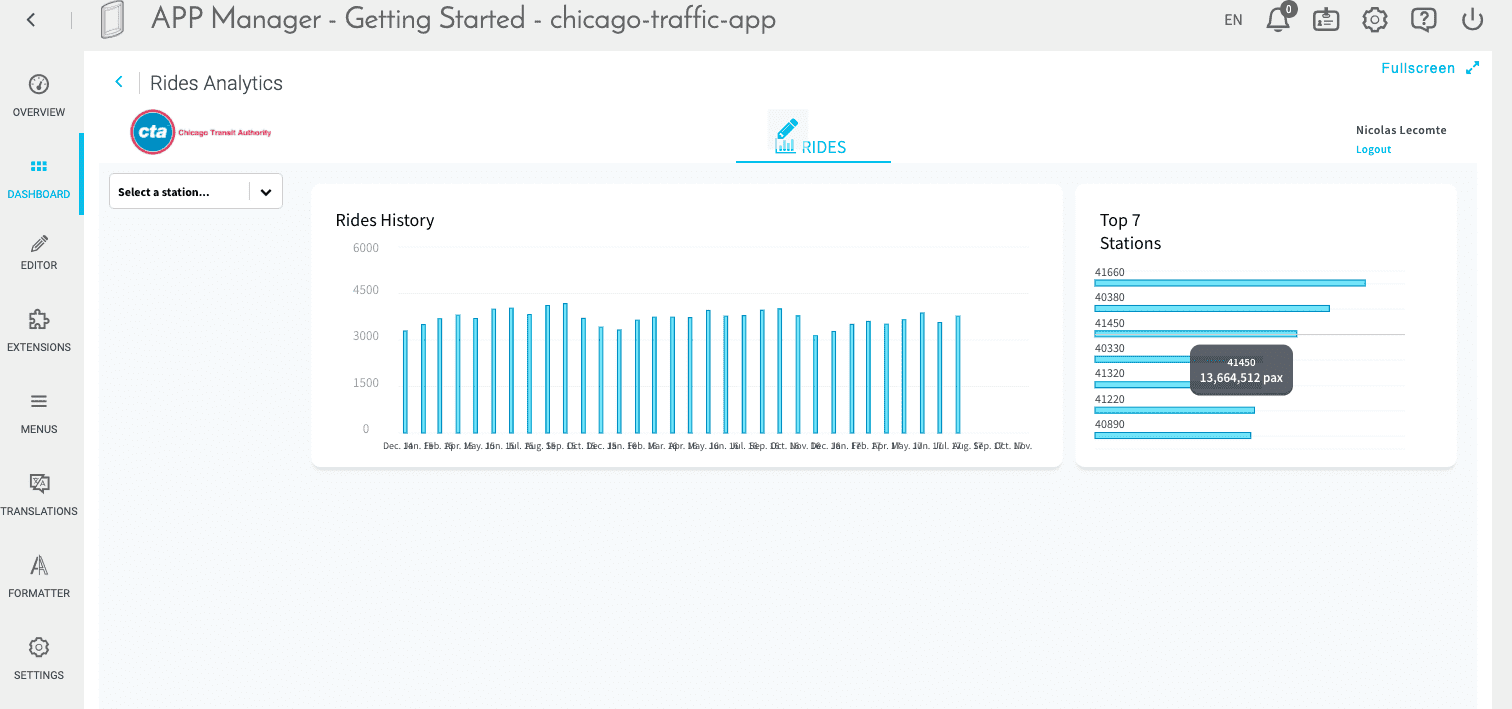 APP Manager - Getting Started - chicago-traffic-app
EN
0
Fullscreen
Rides Analytics
OVERVIEW
DASHBOARD
EDITOR
EXTENSIONS
MENUS
TRANSLATIONS
FORMATTER
SETTINGS
cta Chicago Transit Authority
RIDES
Nicolas Lecomte
Logout
Select a station...
Rides History
6000
4500
3000
1500
0
Top 7
Stations
41660
40380
41450
40330
41320
41220
40890
41450
13,664,512 pax